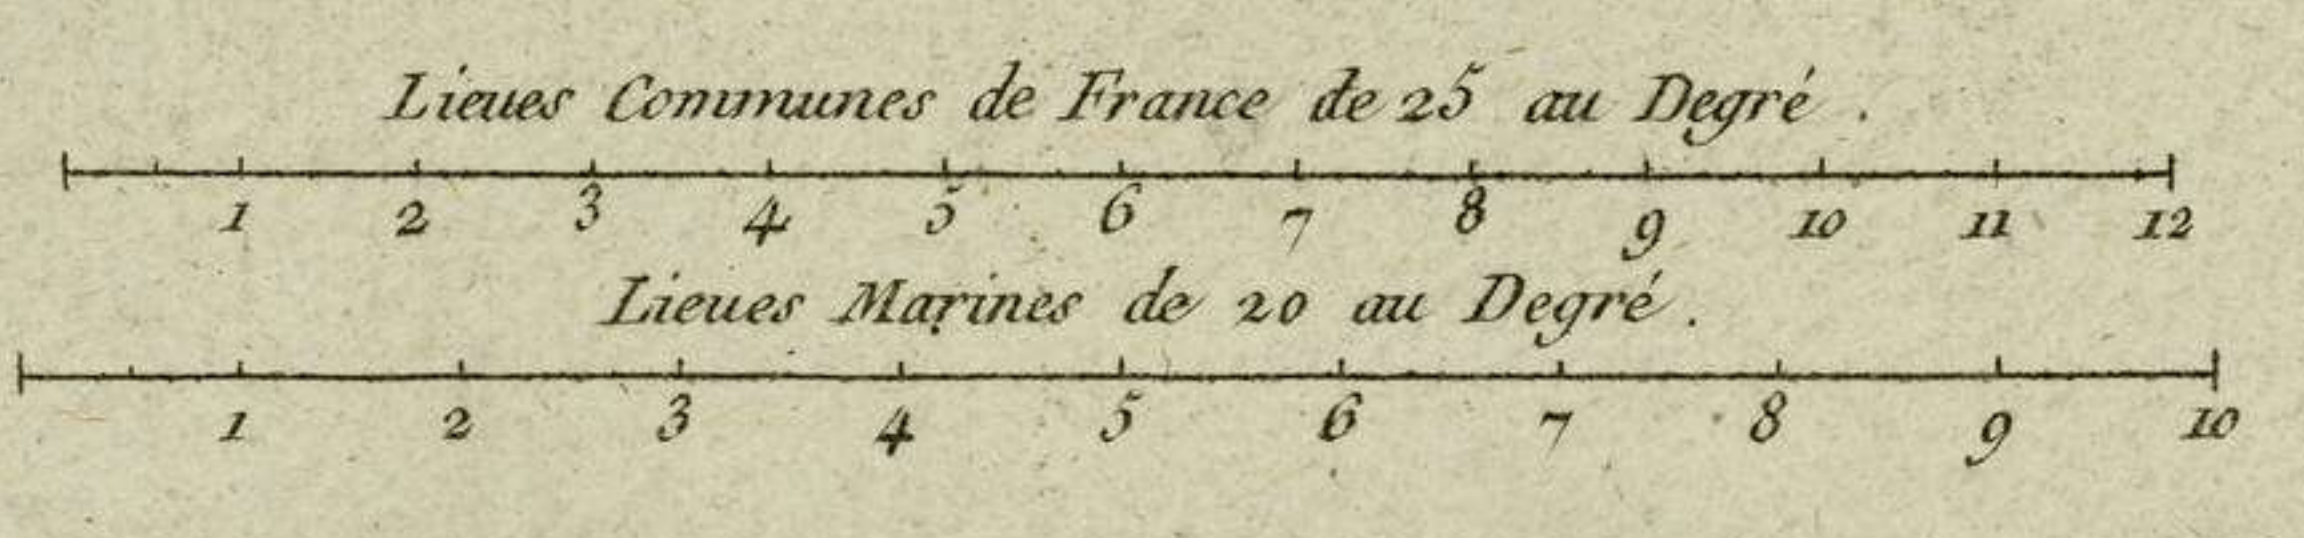 Lieues Communes de France de 25 au Degré .
1 2 3 4 5 6 7 8 9 10 11 12
Lieues Marines de 20 au Degré .
1 2 3 4 5 6 7 8 9 10